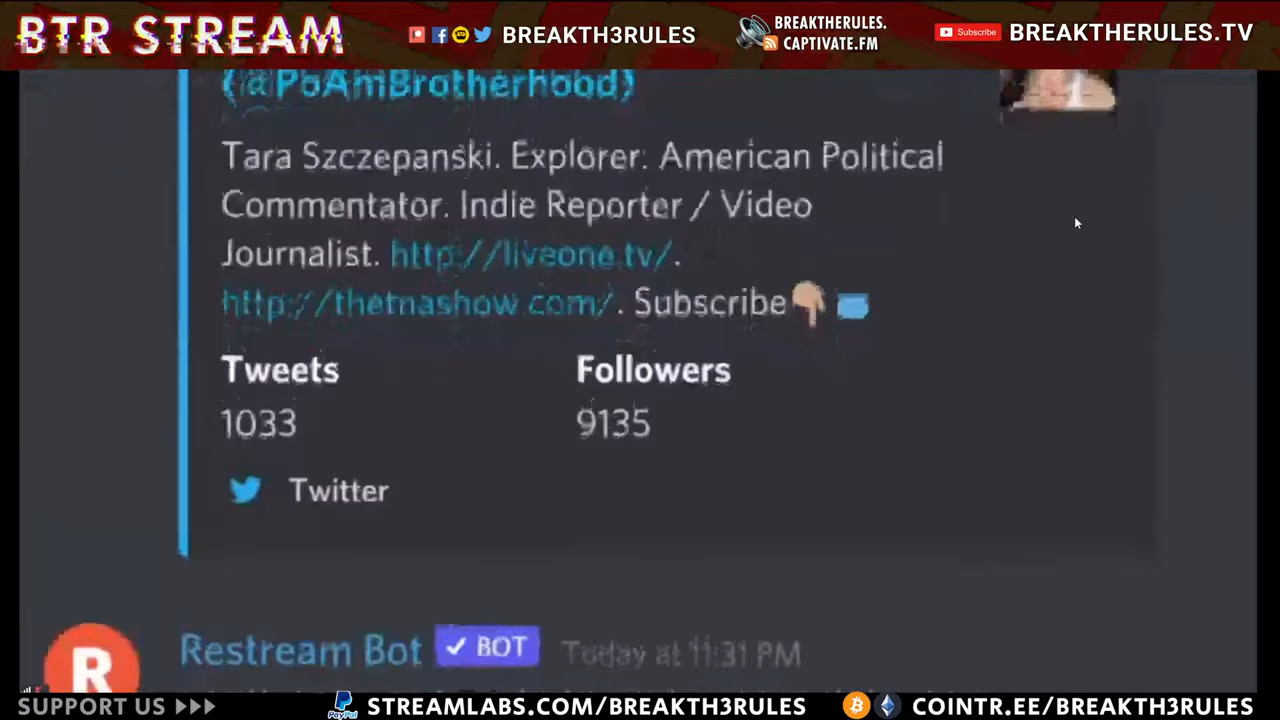 BTR STREAM
BREAKTH3RULES
BREAKTHERULES.
CAPTIVATE.FM
Subscribe
BREAKTHERULES.TV
(@PoAmBrotherhood)
Tara Szczepanski. Explorer: American Political
Commentator. Indie Reporter / Video
Journalist. http://liveone.tv/.
http://thetnashow.com/. Subscribe👇🏼
Tweets Followers
1033 9135
Twitter
R
Restream Bot ✓ BOT Today at 11:31 PM
SUPPORT US >>>
PayPal
STREAMLABS.COM/BREAKTH3RULES
COINTR.EE/BREAKTH3RULES